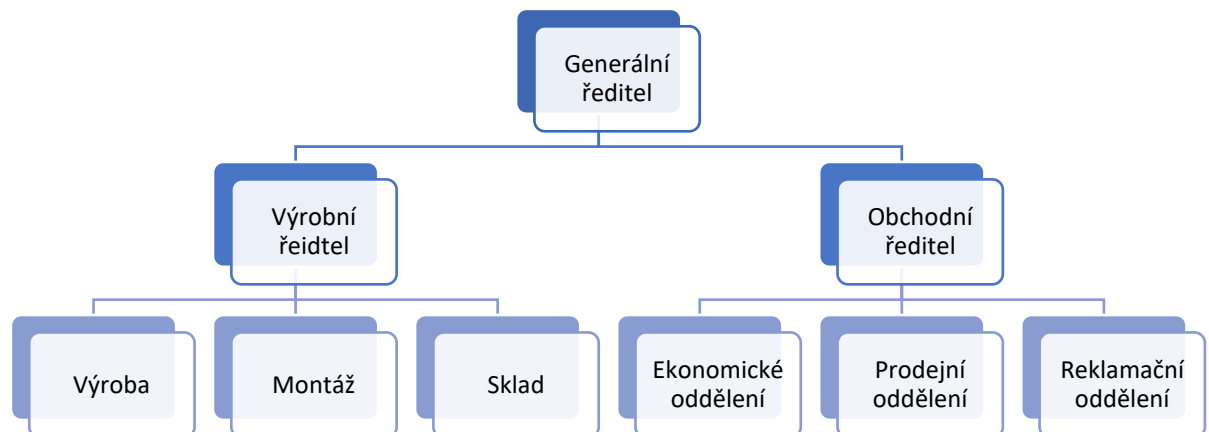 Generální
ředitel
Výrobní
řeidtel
Obchodní
ředitel
Výroba
Montáž
Sklad
Ekonomické
oddělení
Prodejní
oddělení
Reklamační
oddělení